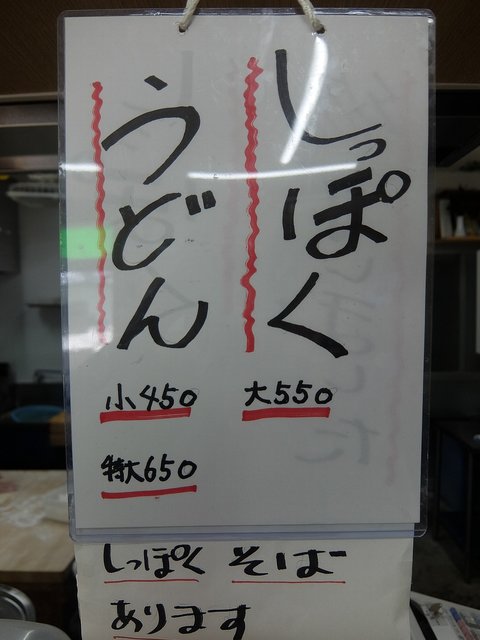 しっぽく
うどん
小450 大550
特大650
しっぽく そばー
あります